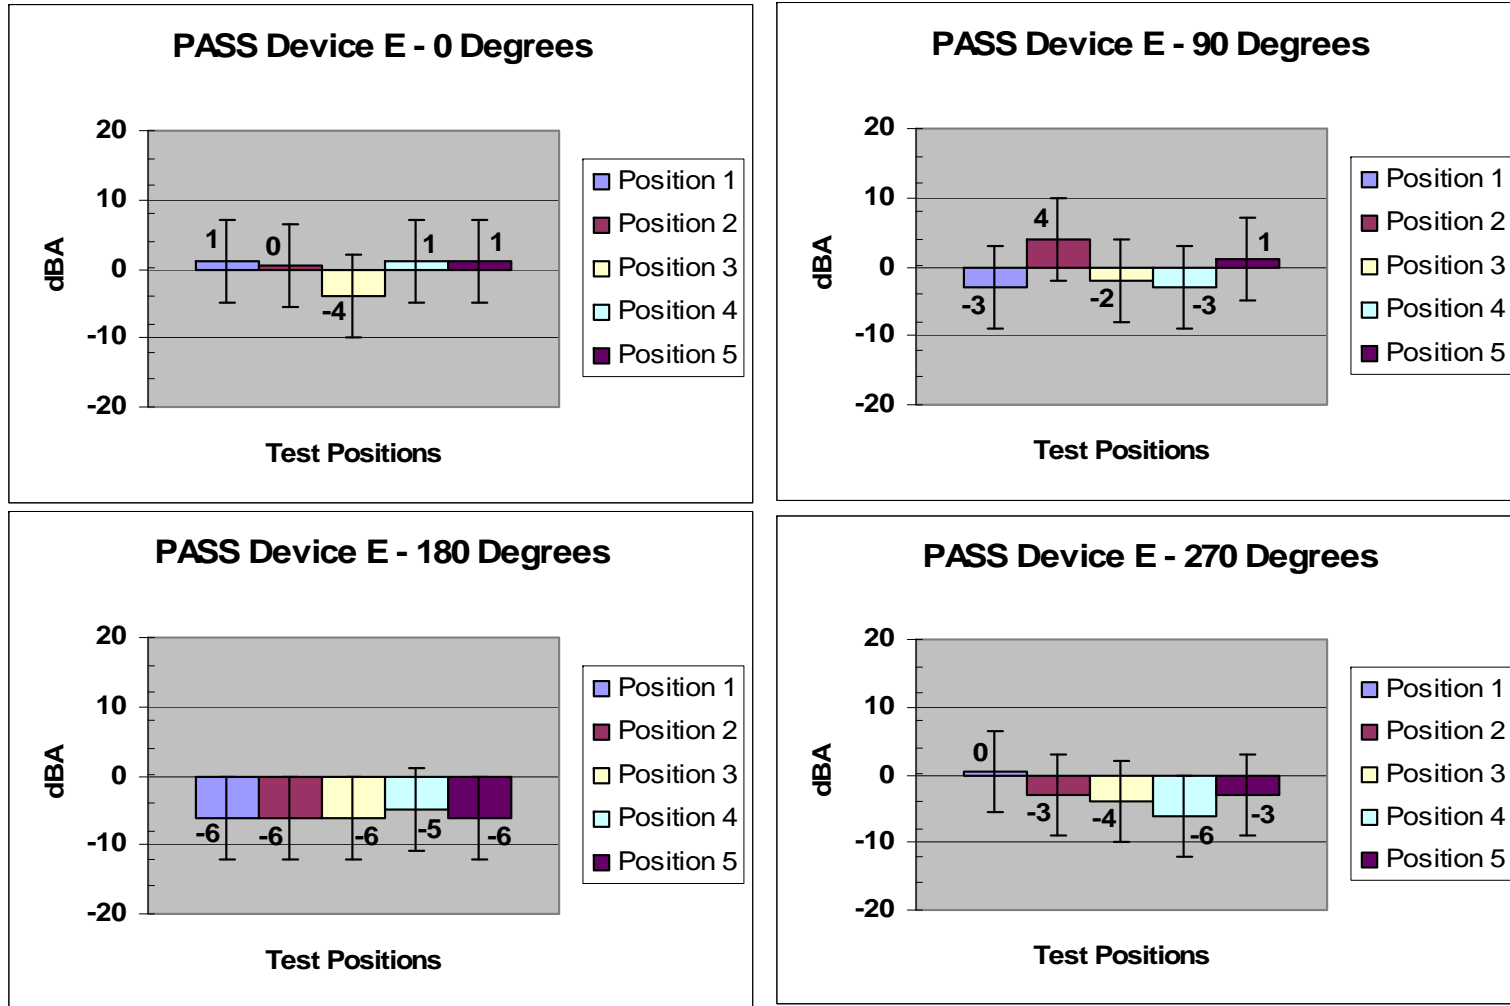 PASS Device E - 0 Degrees
20
10
0
-10
-20
dBA
1
0
-4
1
1
Test Positions
Position 1
Position 2
Position 3
Position 4
Position 5
PASS Device E - 90 Degrees
20
10
0
-10
-20
dBA
-3
4
-2
-3
1
Test Positions
Position 1
Position 2
Position 3
Position 4
Position 5
PASS Device E - 180 Degrees
20
10
0
-10
-20
dBA
-6
-6
-6
-5
-6
Test Positions
Position 1
Position 2
Position 3
Position 4
Position 5
PASS Device E - 270 Degrees
20
10
0
-10
-20
dBA
0
-3
-4
-6
-3
Test Positions
Position 1
Position 2
Position 3
Position 4
Position 5